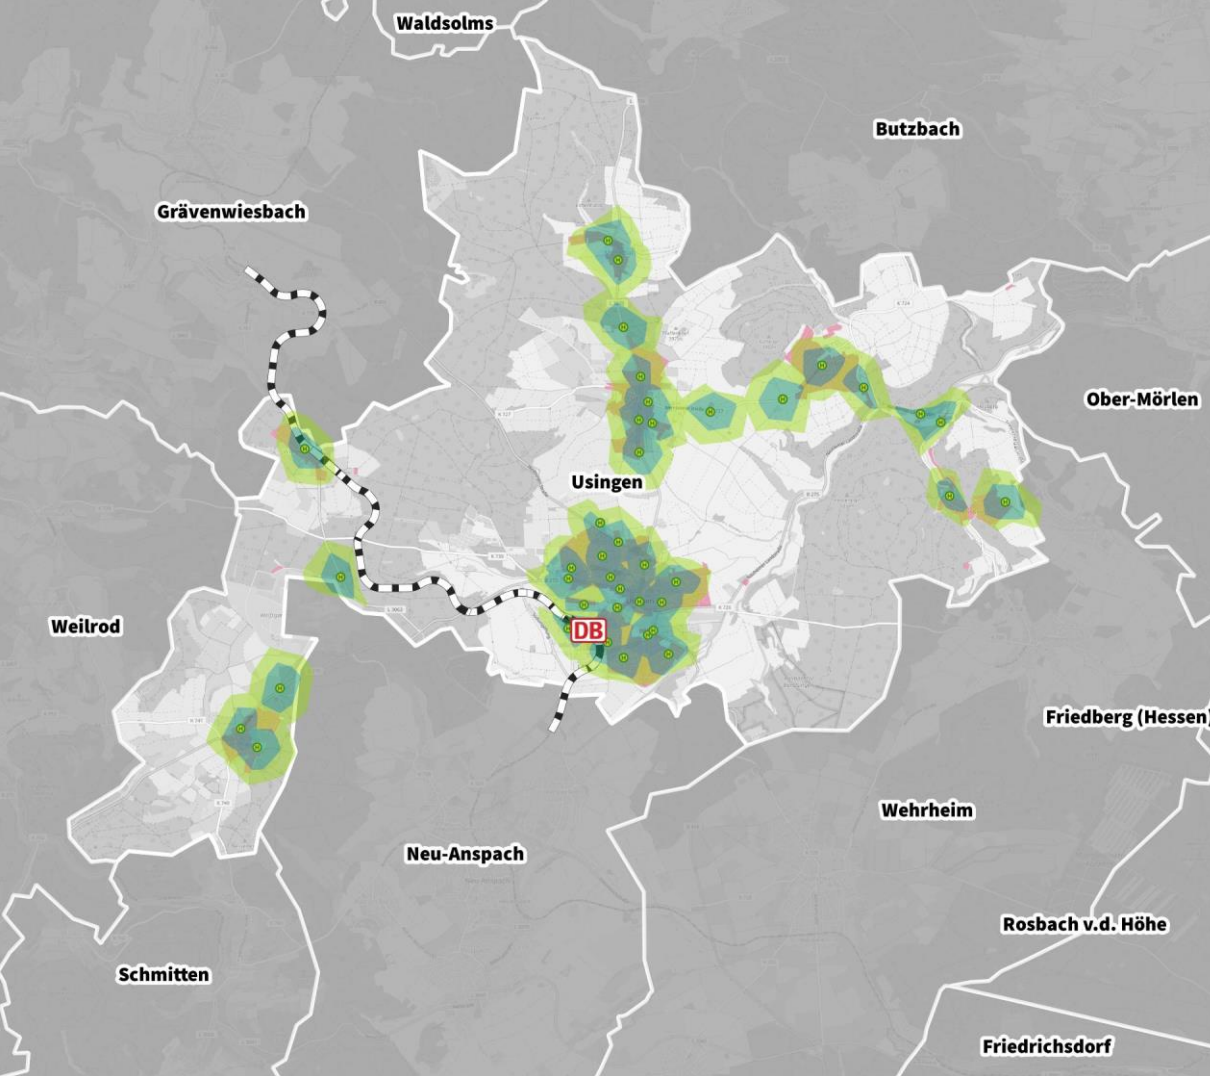 Waldsolms
Butzbach
Grävenwiesbach
Ober-Mörlen
Usingen
DB
Weilrod
Friedberg (Hessen)
Wehrheim
Neu-Anspach
Rosbach v.d. Höhe
Schmitten
Friedrichsdorf